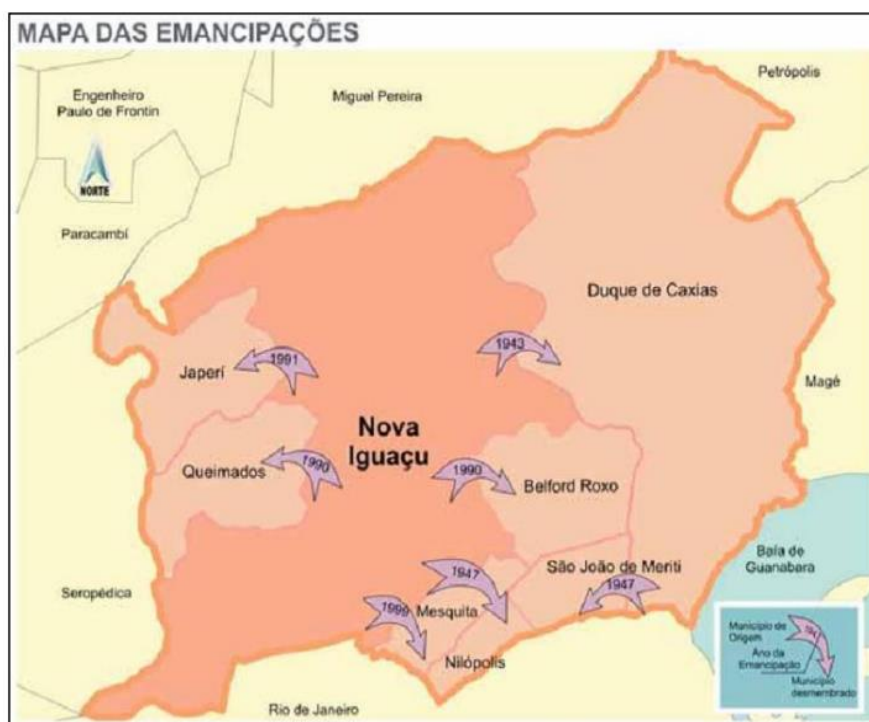 MAPA DAS EMANCIPAÇÕES
Petrópolis
Engenheiro
Paulo de Frontin
Miguel Pereira
NORTE
Paracambí
Duque de Caxias
1991
1943
Japerí
Magé
Nova
Iguaçu
1990
Queimados
1990
Belford Roxo
Baía de
Guanabara
São João de Meriti
1947
1947
Seropédica
1999
Mesquita
Nilópolis
Município de
Origem
Ano da
Emancipação
Município
desmembrado
Rio de Janeiro